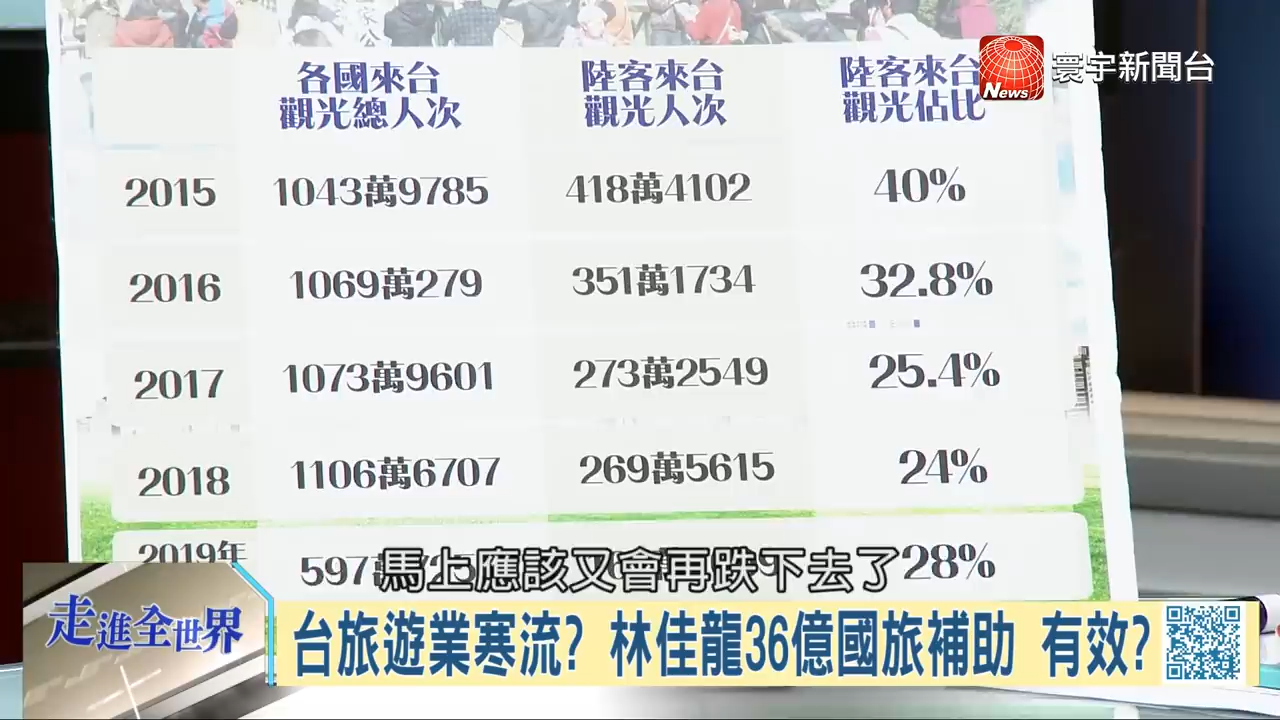 News 寰宇新聞台
各國來台
觀光總人次
陸客來台
觀光人次
陸客來台
觀光佔比
2015 1043萬9785 418萬4102 40%
2016 1069萬279 351萬1734 32.8%
2017 1073萬9601 273萬2549 25.4%
2018 1106萬6707 269萬5615 24%
2019年 597 28%
馬上應該又會再跌下去了
走進全世界
台旅遊業寒流? 林佳龍36億國旅補助 有效?